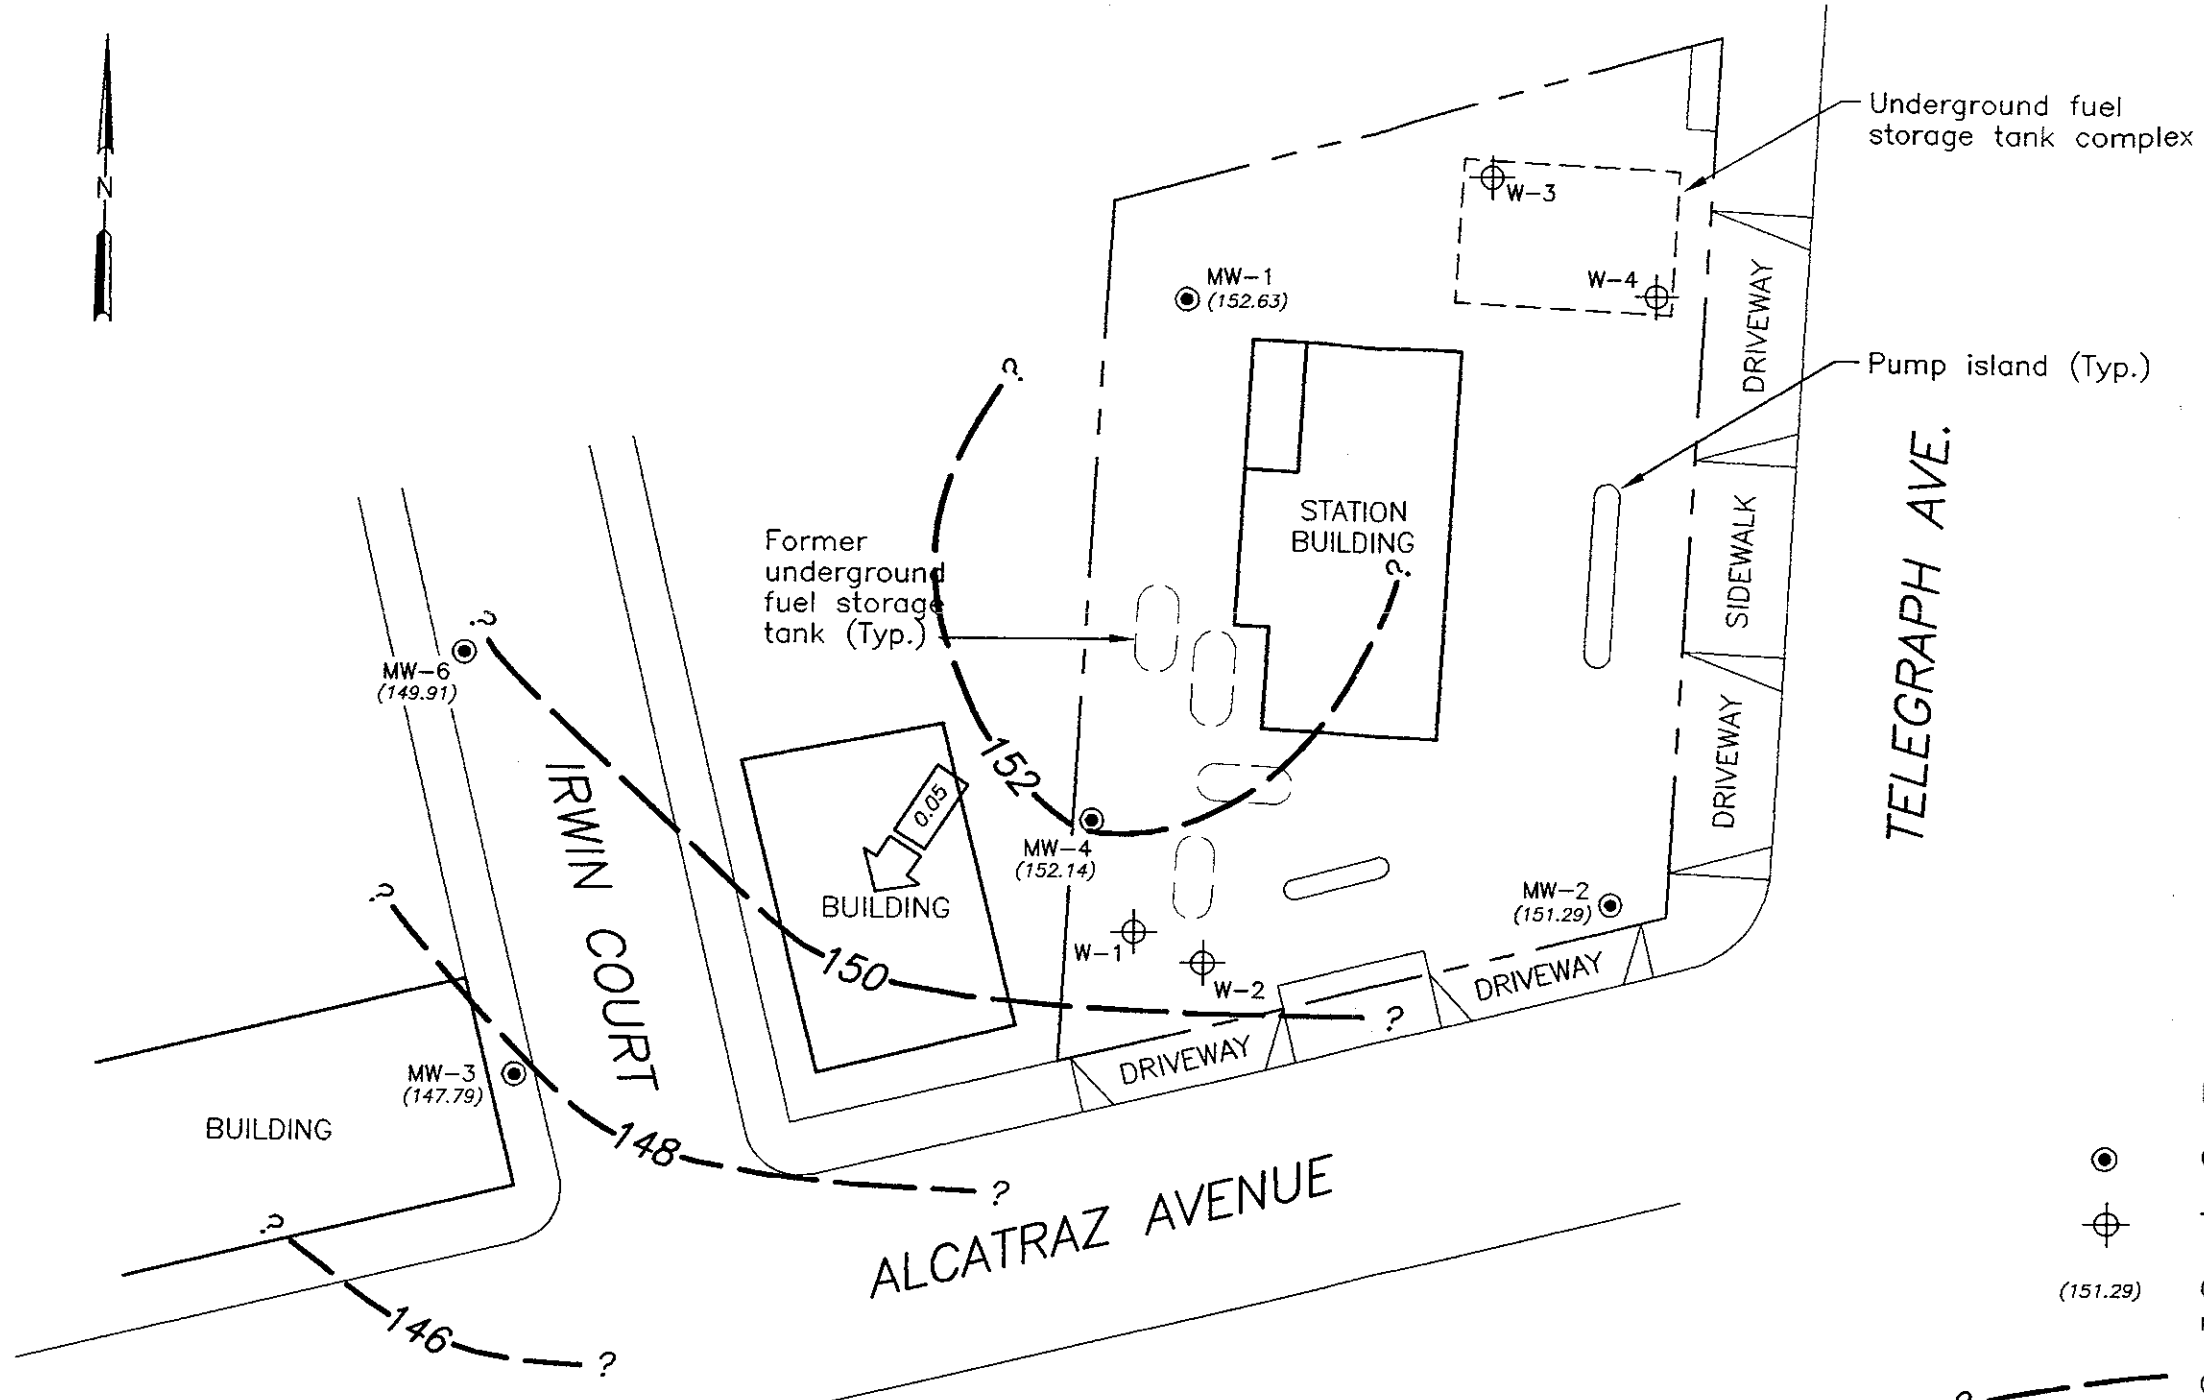 N
Underground fuel
storage tank complex
W-3
W-4
MW-1
(152.63)
DRIVEWAY
Pump island (Typ.)
?
TELEGRAPH AVE.
STATION
BUILDING
SIDEWALK
Former
underground
fuel storage
tank (Typ.)
?
?
MW-6
(149.91)
DRIVEWAY
152
IRWIN COURT
0.05
MW-4
(152.14)
BUILDING
MW-2
(151.29)
?
W-1
150
W-2
DRIVEWAY
?
DRIVEWAY
MW-3
(147.79)
BUILDING
148
?
ALCATRAZ AVENUE
?
(151.29)
146
?
?